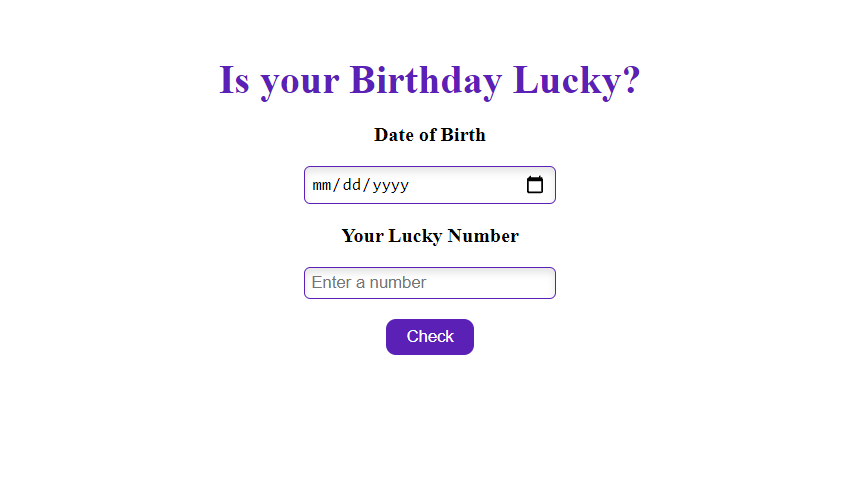 Is your Birthday Lucky?
Date of Birth
mm/dd/yyyy
Your Lucky Number
Enter a number
Check